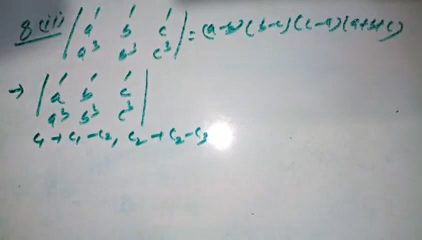 8(ii) | 1 1 1 | = (a-b)(b-c)(c-a)(a+b+c)
| a b c |
| a³ b³ c³ |
→ | 1 1 1 |
| a b c |
| a³ b³ c³ |
C₁→C₁-C₂, C₂→C₂-C₃